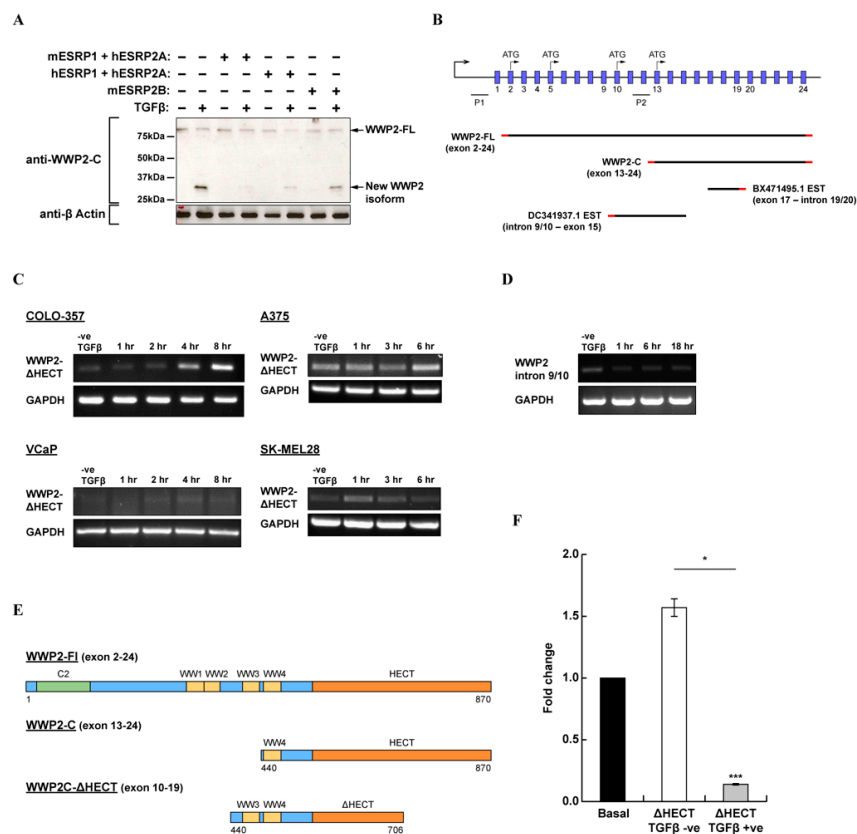 A
mESRP1 + hESRP2A: – – + + – – – –
hESRP1 + hESRP2A: – – – – + + – –
mESRP2B: – – – – – – + +
TGFβ: – + – + – + – +
anti-WWP2-C
75kDa
50kDa
37kDa
25kDa
WWP2-FL
New WWP2
isoform
anti-β Actin
B
ATG ATG ATG ATG
1 2 3 4 5 9 10 13 19 20 24
P1 P2
WWP2-FL
(exon 2-24)
WWP2-C
(exon 13-24)
BX471495.1 EST
(exon 17 – intron 19/20)
DC341937.1 EST
(intron 9/10 – exon 15)
C
COLO-357
-ve
TGFβ 1 hr 2 hr 4 hr 8 hr
WWP2-
ΔHECT
GAPDH
A375
-ve
TGFβ 1 hr 3 hr 6 hr
WWP2-
ΔHECT
GAPDH
VCaP
-ve
TGFβ 1 hr 2 hr 4 hr 8 hr
WWP2-
ΔHECT
GAPDH
SK-MEL28
-ve
TGFβ 1 hr 3 hr 6 hr
WWP2-
ΔHECT
GAPDH
D
-ve
TGFβ 1 hr 6 hr 18 hr
WWP2
intron 9/10
GAPDH
E
WWP2-FI (exon 2-24)
C2 WW1 WW2 WW3 WW4 HECT
1 870
WWP2-C (exon 13-24)
WW4 HECT
440 870
WWP2C-ΔHECT (exon 10-19)
WW3 WW4 ΔHECT
440 706
F
Fold change
2.0
1.5
1.0
0.5
0.0
*
***
Basal ΔHECT ΔHECT
TGFβ -ve TGFβ +ve